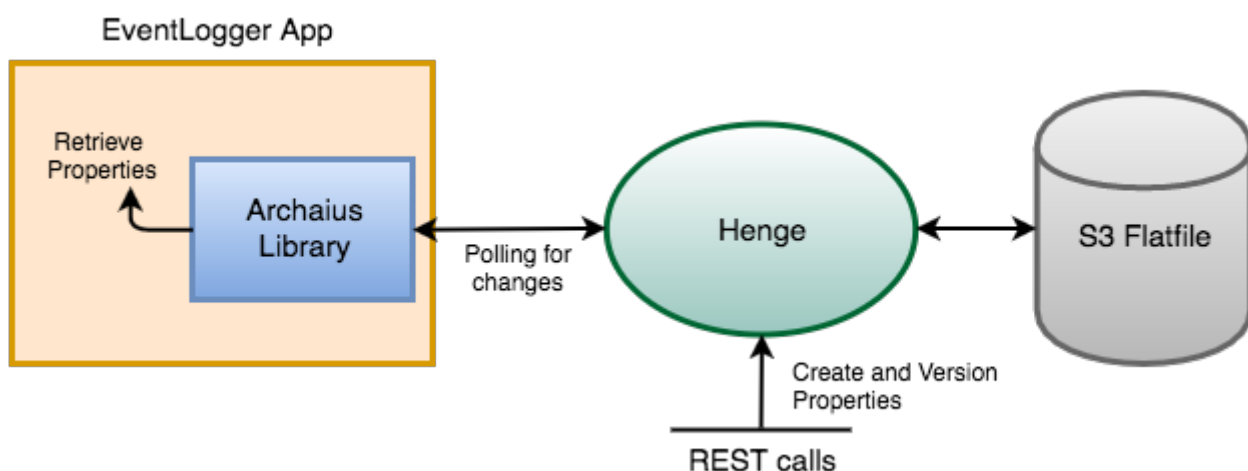 EventLogger App
Retrieve
Properties
Archaius
Library
Polling for
changes
Henge
S3 Flatfile
Create and Version
Properties
REST calls